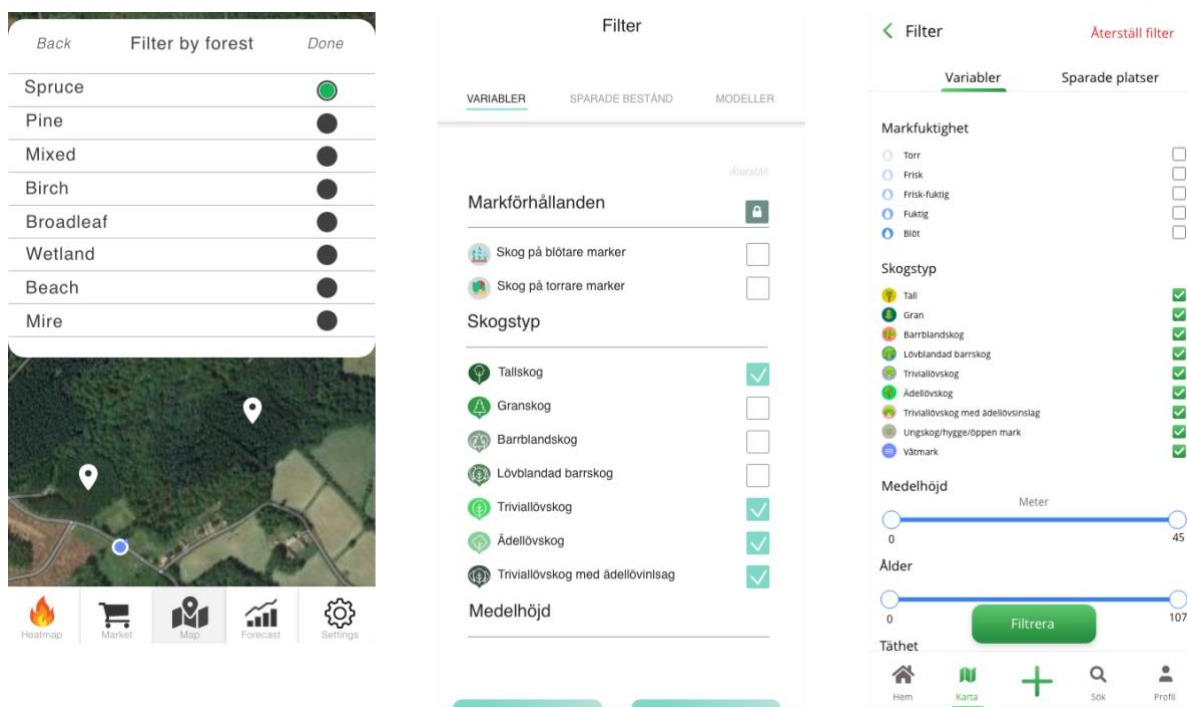 Back Filter by forest Done
Spruce
Pine
Mixed
Birch
Broadleaf
Wetland
Beach
Mire
Heatmap Market Map Forecast Settings
Filter
VARIABLER SPARADE BESTÅND MODELLER
Återställ
Markförhållanden
Skog på blötare marker
Skog på torrare marker
Skogstyp
Tallskog
Granskog
Barrblandskog
Lövblandad barrskog
Triviallövskog
Ädellövskog
Triviallövskog med ädellövinlsag
Medelhöjd
Filter Återställ filter
Variabler Sparade platser
Markfuktighet
Torr
Frisk
Frisk-fuktig
Fuktig
Blöt
Skogstyp
Tall
Gran
Barrblandskog
Lövblandad barrskog
Triviallövskog
Ädellövskog
Triviallövskog med ädellövsinslag
Ungskog/hygge/öppen mark
Våtmark
Medelhöjd
Meter
0 45
Ålder
0 107
Filtrera
Täthet
Hem Karta Sök Profil